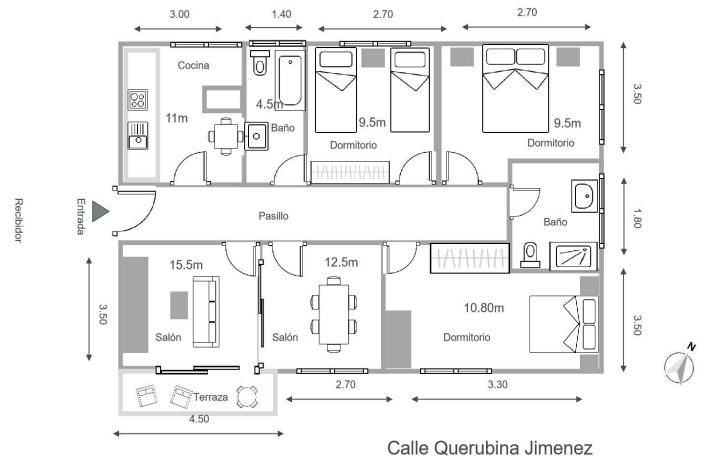 3.00
1.40
2.70
2.70
Cocina
11m
4.5m
Baño
9.5m
Dormitorio
9.5m
Dormitorio
3.50
Recibidor
Entrada
Pasillo
Baño
1.80
15.5m
Salón
12.5m
Salón
10.80m
Dormitorio
3.50
3.50
N
Terraza
2.70
3.30
4.50
Calle Querubina Jimenez